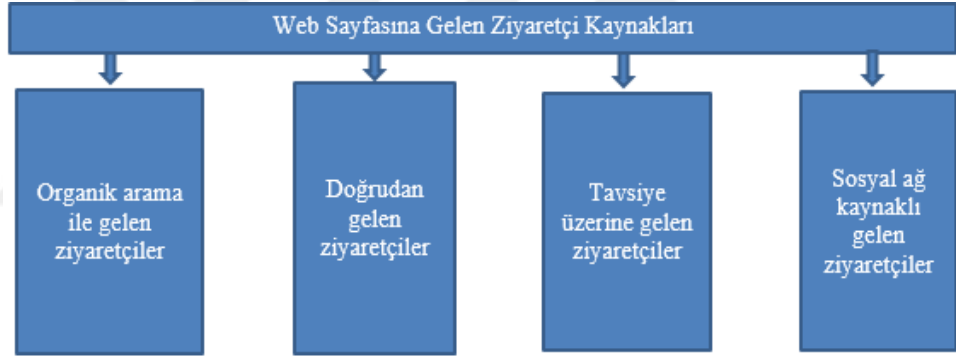 Web Sayfasına Gelen Ziyaretçi Kaynakları
Organik arama
ile gelen
ziyaretçiler
Doğrudan
gelen
ziyaretçiler
Tavsiye
üzerine gelen
ziyaretçiler
Sosyal ağ
kaynaklı
gelen
ziyaretçiler